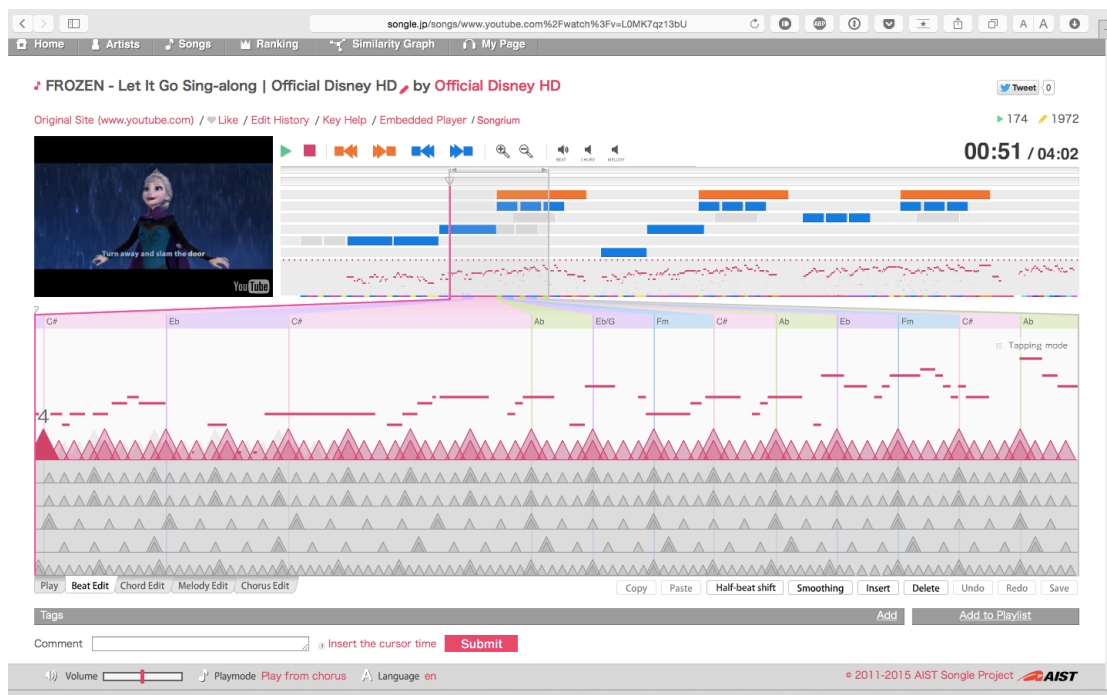 songle.jp/songs/www.youtube.com%2Fwatch%3Fv=L0MK7qz13bU
Home Artists Songs Ranking Similarity Graph My Page
FROZEN - Let It Go Sing-along | Official Disney HD by Official Disney HD
Tweet 0
Original Site (www.youtube.com) / Like / Edit History / Key Help / Embedded Player / Songrium
174 1972
BEAT CHORD MELODY
00:51 / 04:02
Turn away and slam the door
YouTube
C# Eb C# Ab Eb/G Fm C# Ab Eb Fm C# Ab
Tapping mode
4
Play Beat Edit Chord Edit Melody Edit Chorus Edit
Copy Paste Half-beat shift Smoothing Insert Delete Undo Redo Save
Tags Add Add to Playlist
Comment Insert the cursor time Submit
Volume Playmode Play from chorus A Language en
© 2011-2015 AIST Songle Project AIST